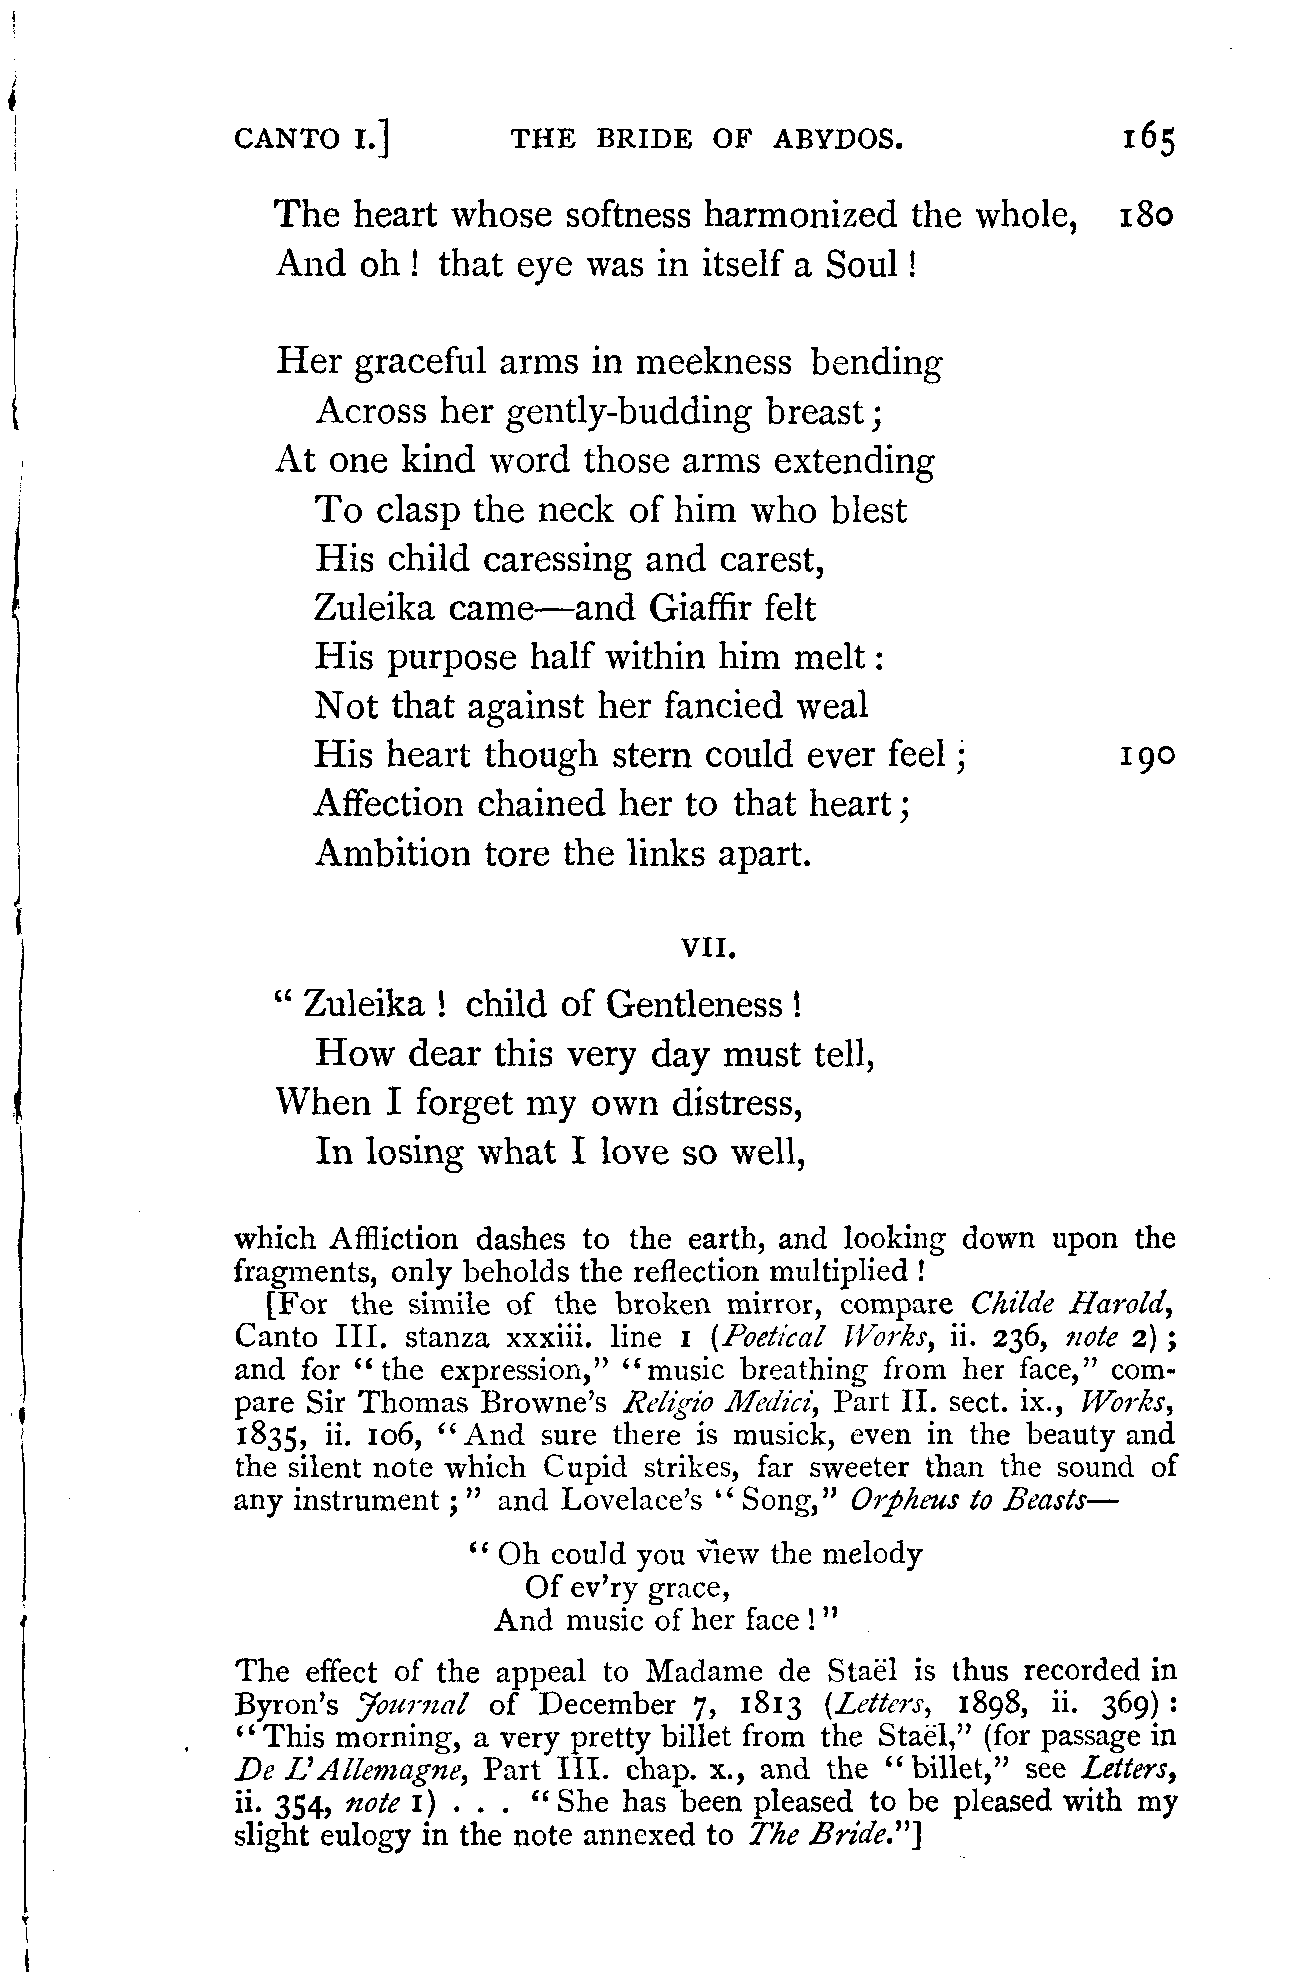 CANTO I.] THE BRIDE OF ABYDOS. 165
The heart whose softness harmonized the whole, 180
And oh! that eye was in itself a Soul!
Her graceful arms in meekness bending
Across her gently-budding breast;
At one kind word those arms extending
To clasp the neck of him who blest
His child caressing and carest,
Zuleika came—and Giaffir felt
His purpose half within him melt:
Not that against her fancied weal
His heart though stern could ever feel; 190
Affection chained her to that heart;
Ambition tore the links apart.
VII.
"Zuleika! child of Gentleness!
How dear this very day must tell,
When I forget my own distress,
In losing what I love so well,
which Affliction dashes to the earth, and looking down upon the
fragments, only beholds the reflection multiplied!
[For the simile of the broken mirror, compare Childe Harold,
Canto III. stanza xxxiii. line 1 (Poetical Works, ii. 236, note 2);
and for "the expression," "music breathing from her face," com-
pare Sir Thomas Browne's Religio Medici, Part II. sect. ix., Works,
1835, ii. 106, "And sure there is musick, even in the beauty and
the silent note which Cupid strikes, far sweeter than the sound of
any instrument;" and Lovelace's "Song," Orpheus to Beasts—
"Oh could you view the melody
Of ev'ry grace,
And music of her face!"
The effect of the appeal to Madame de Staël is thus recorded in
Byron's Journal of December 7, 1813 (Letters, 1898, ii. 369):
"This morning, a very pretty billet from the Staël," (for passage in
De L'Allemagne, Part III. chap. x., and the "billet," see Letters,
ii. 354, note 1) . . . "She has been pleased to be pleased with my
slight eulogy in the note annexed to The Bride."]